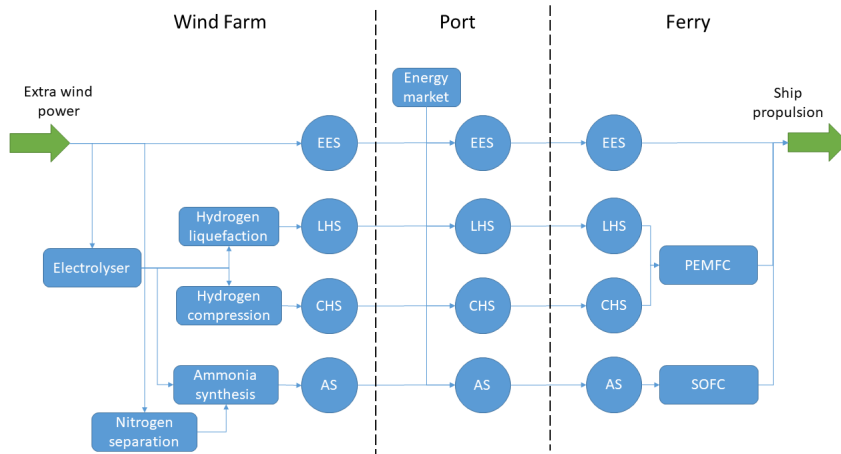 Wind Farm
Port
Ferry
Extra wind
power
Energy
market
Ship
propulsion
EES
EES
EES
Hydrogen
liquefaction
LHS
LHS
LHS
Electrolyser
PEMFC
Hydrogen
compression
CHS
CHS
CHS
Ammonia
synthesis
AS
AS
AS
SOFC
Nitrogen
separation